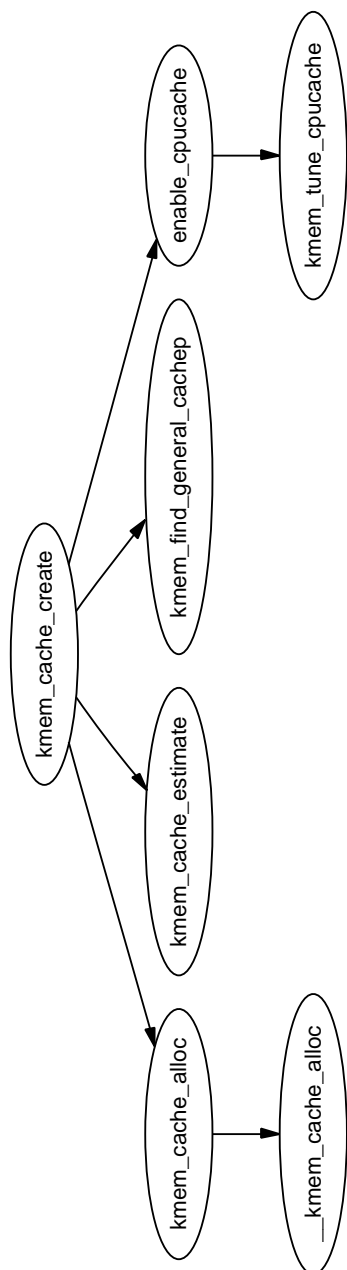 kmem_cache_create
kmem_cache_alloc
kmem_cache_estimate
kmem_find_general_cachep
enable_cpucache
__kmem_cache_alloc
kmem_tune_cpucache